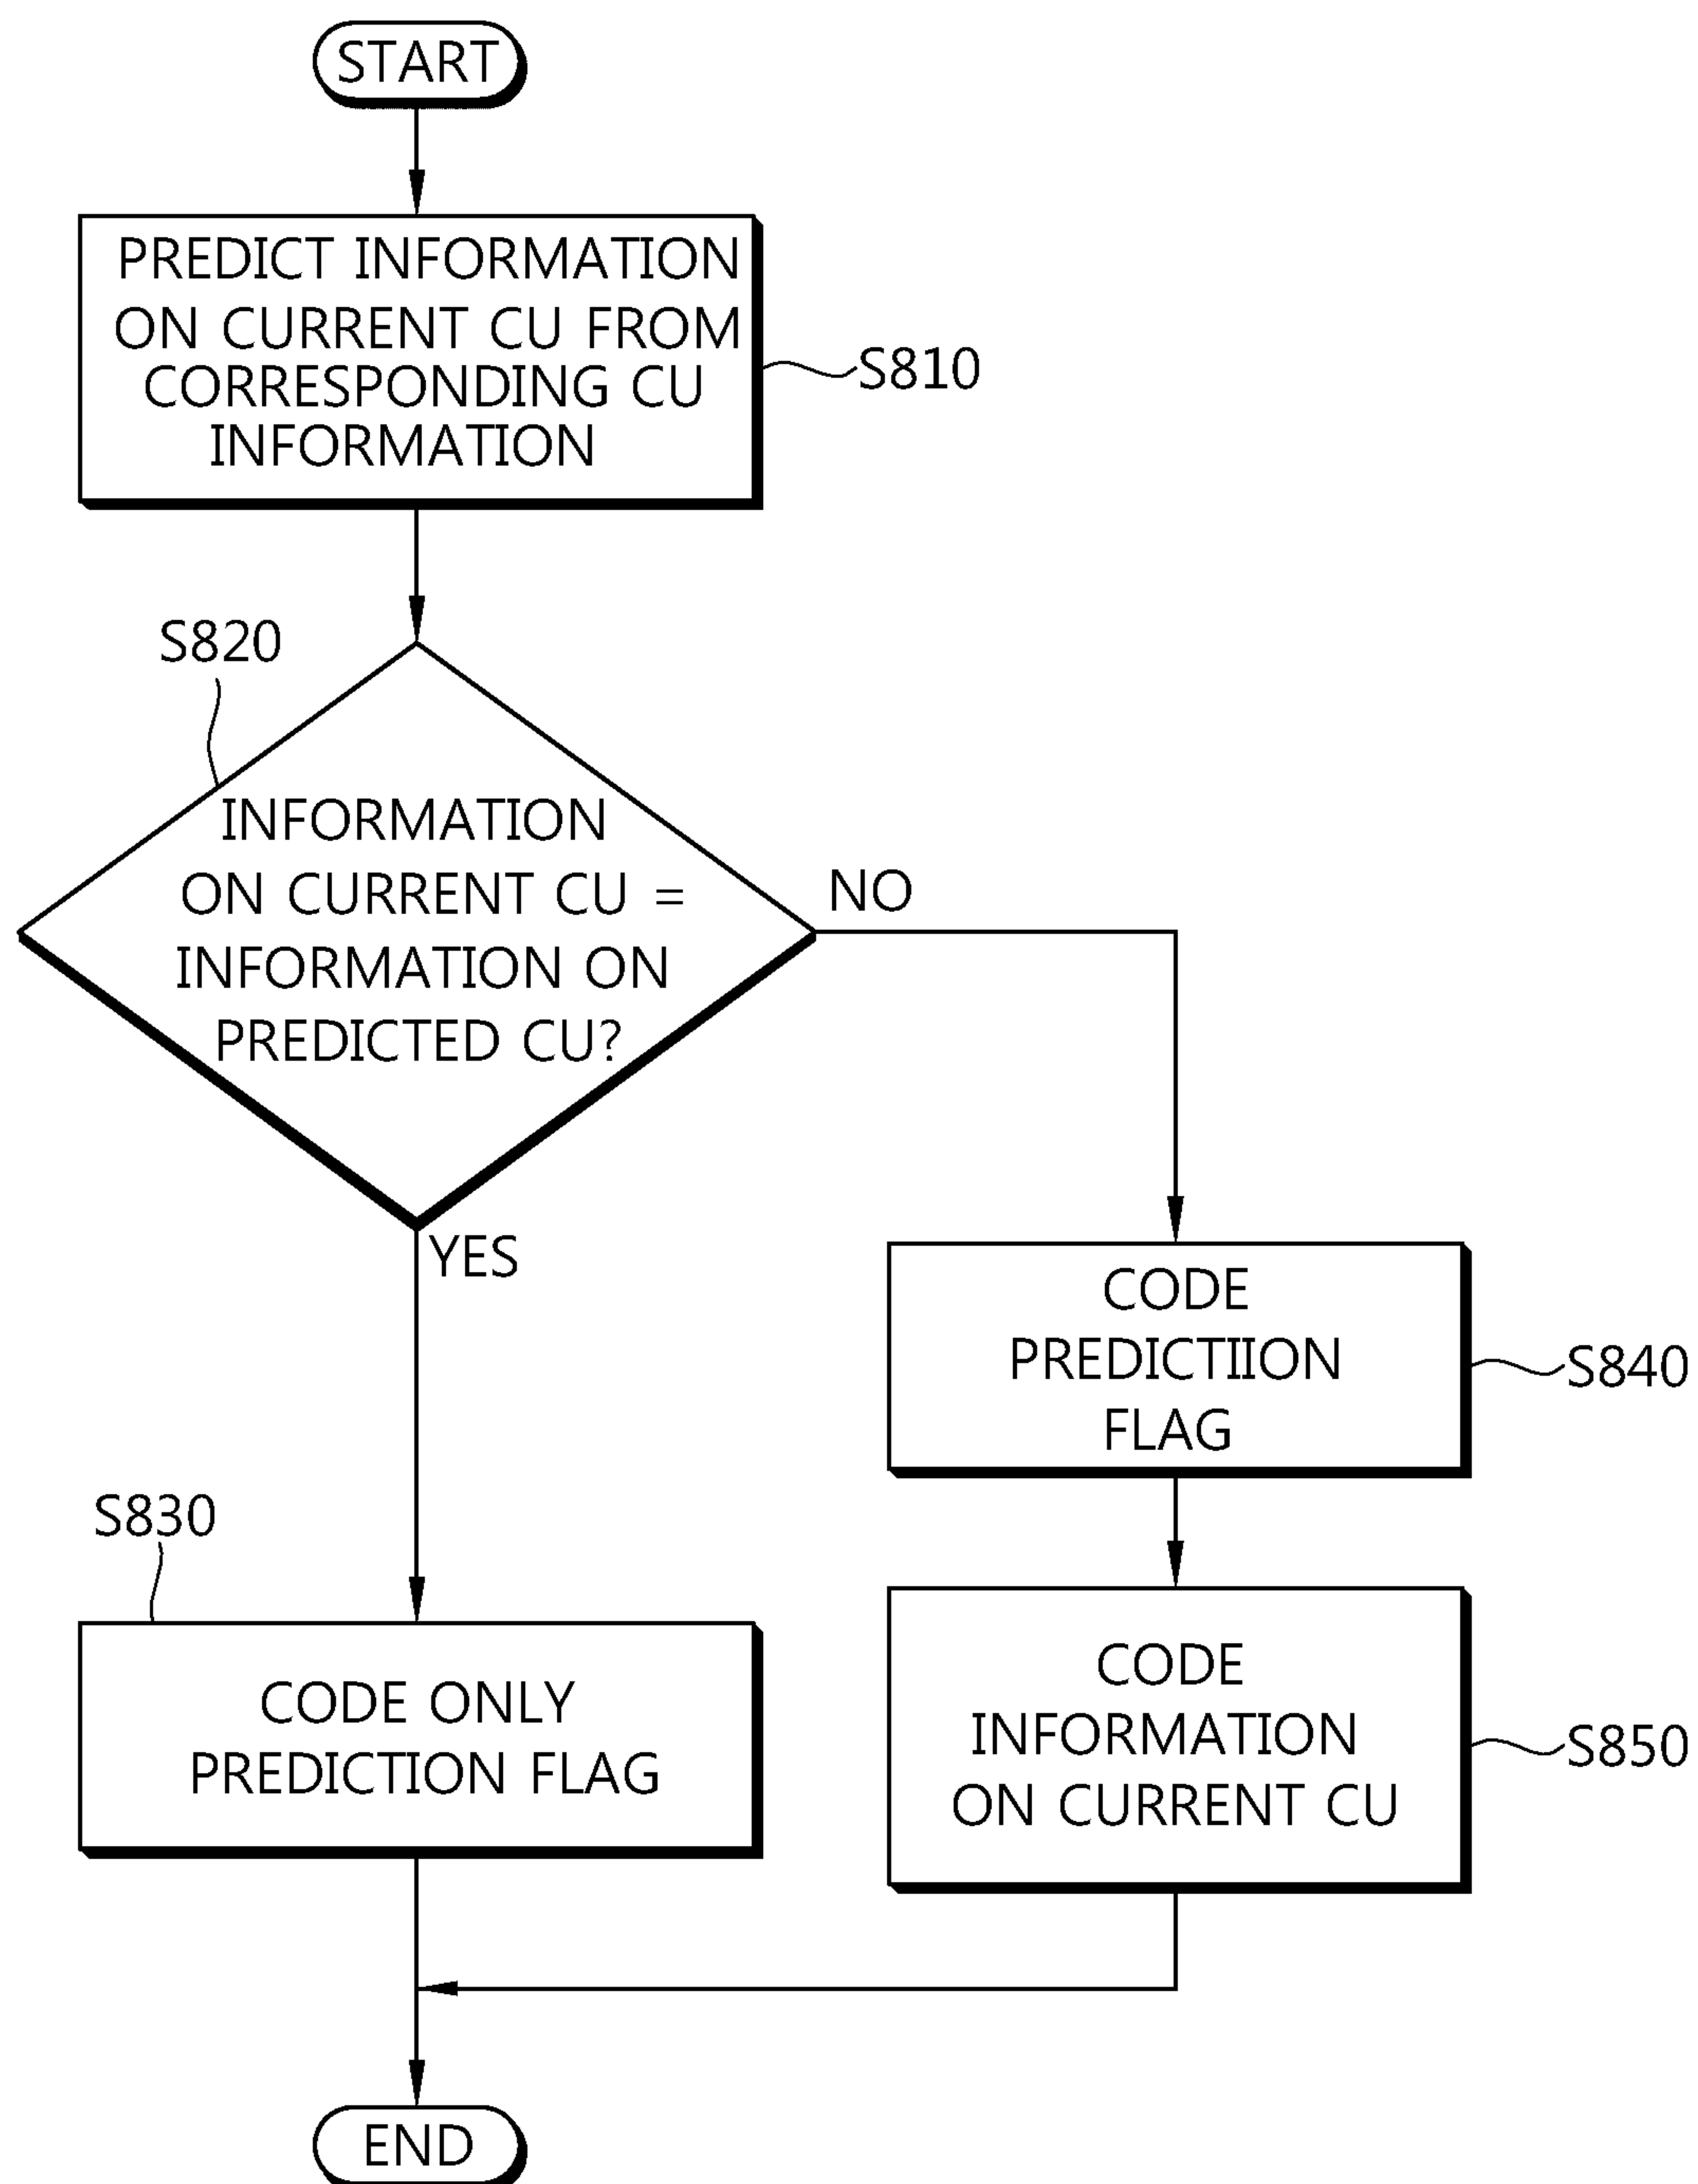 START
PREDICT INFORMATION
ON CURRENT CU FROM
CORRESPONDING CU
INFORMATION
S810
S820
INFORMATION
ON CURRENT CU =
INFORMATION ON
PREDICTED CU?
NO
YES
CODE
PREDICTIION
FLAG
S840
S830
CODE ONLY
PREDICTION FLAG
CODE
INFORMATION
ON CURRENT CU
S850
END